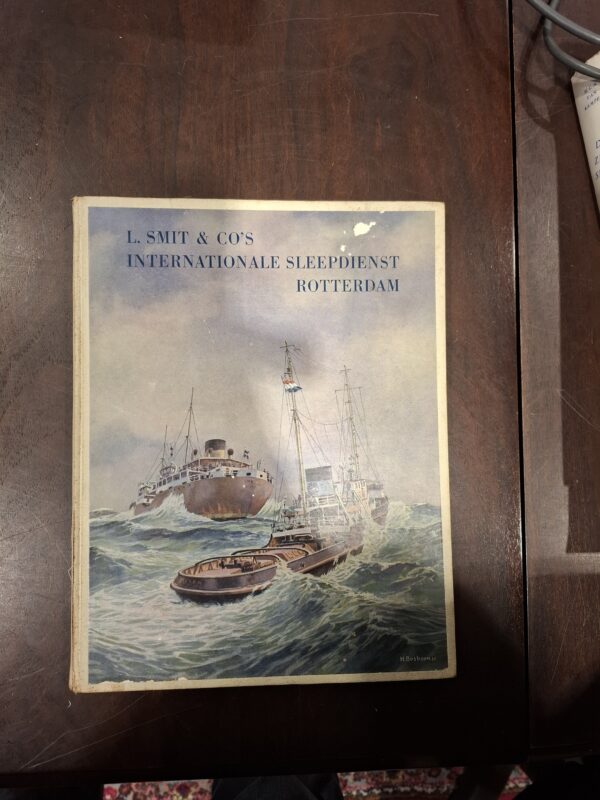 L. SMIT & CO'S
INTERNATIONALE SLEEPDIENST
ROTTERDAM